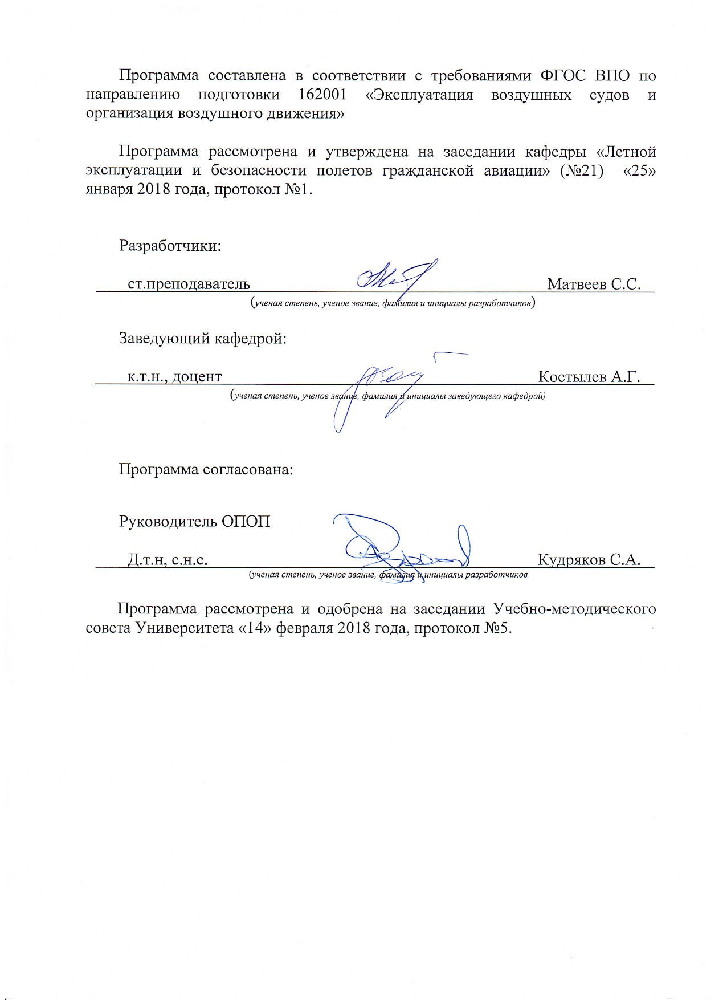 Программа составлена в соответствии с требованиями ФГОС ВПО по
направлению подготовки 162001 «Эксплуатация воздушных судов и
организация воздушного движения»
Программа рассмотрена и утверждена на заседании кафедры «Летной
эксплуатации и безопасности полетов гражданской авиации» (№21) «25»
января 2018 года, протокол №1.
Разработчики:
ст.преподаватель Матвеев С.С.
(ученая степень, ученое звание, фамилия и инициалы разработчиков)
Заведующий кафедрой:
к.т.н., доцент Костылев А.Г.
(ученая степень, ученое звание, фамилия и инициалы заведующего кафедрой)
Программа согласована:
Руководитель ОПОП
Д.т.н, с.н.с. Кудряков С.А.
(ученая степень, ученое звание, фамилия и инициалы разработчиков
Программа рассмотрена и одобрена на заседании Учебно-методического
совета Университета «14» февраля 2018 года, протокол №5.